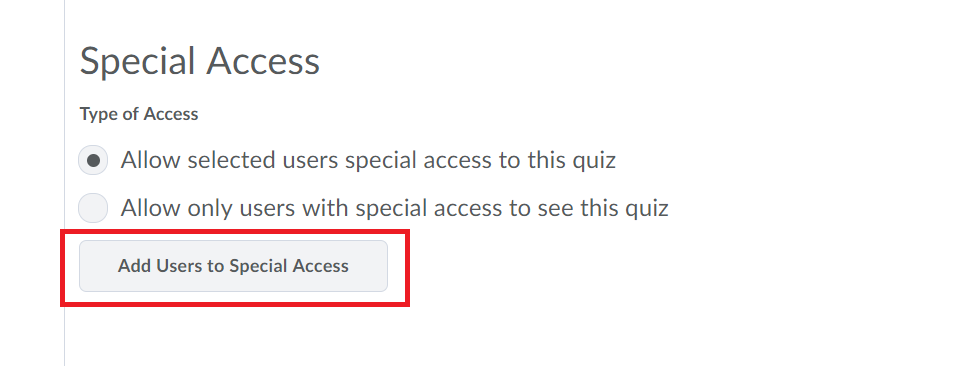 Special Access
Type of Access
Allow selected users special access to this quiz
Allow only users with special access to see this quiz
Add Users to Special Access